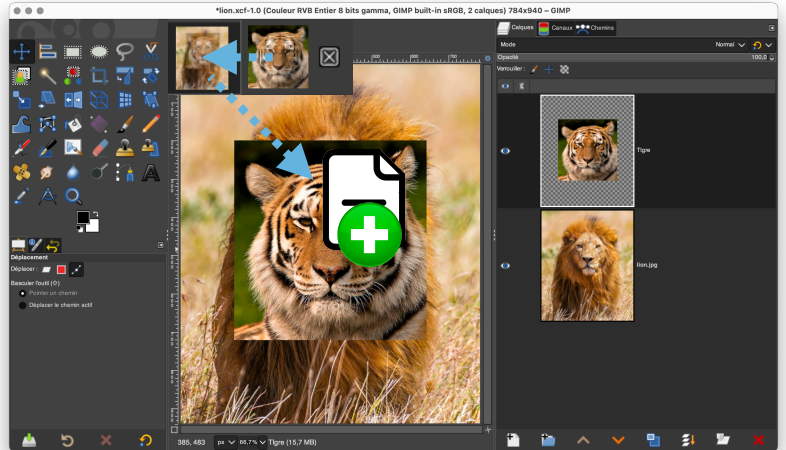 *lion.xcf-1.0 (Couleur RVB Entier 8 bits gamma, GIMP built-in sRGB, 2 calques) 784x940 – GIMP
Calques Canaux Chemins
Mode Normal
Opacité 100,0
Verrouiller :
Tigre
lion.jpg
Déplacement
Déplacer :
Basculer l'outil (⇧)
Pointer un chemin
Déplacer le chemin actif
385, 483 px 66,7% Tigre (15,7 MB)